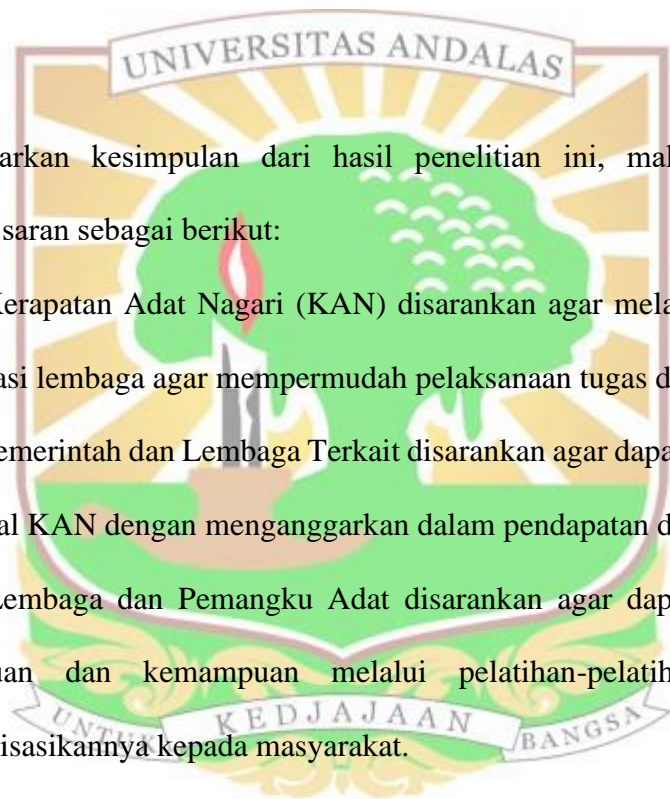 UNIVERSITAS ANDALAS
arkan kesimpulan dari hasil penelitian ini, mal
saran sebagai berikut:
Kerapatan Adat Nagari (KAN) disarankan agar mela
asi lembaga agar mempermudah pelaksanaan tugas d
emerintah dan Lembaga Terkait disarankan agar dapa
al KAN dengan menganggarkan dalam pendapatan d
Lembaga dan Pemangku Adat disarankan agar dap
uan dan kemampuan melalui pelatihan-pelatih
isasikannya kepada masyarakat.
UNTUK KEDJAJAAN BANGSA